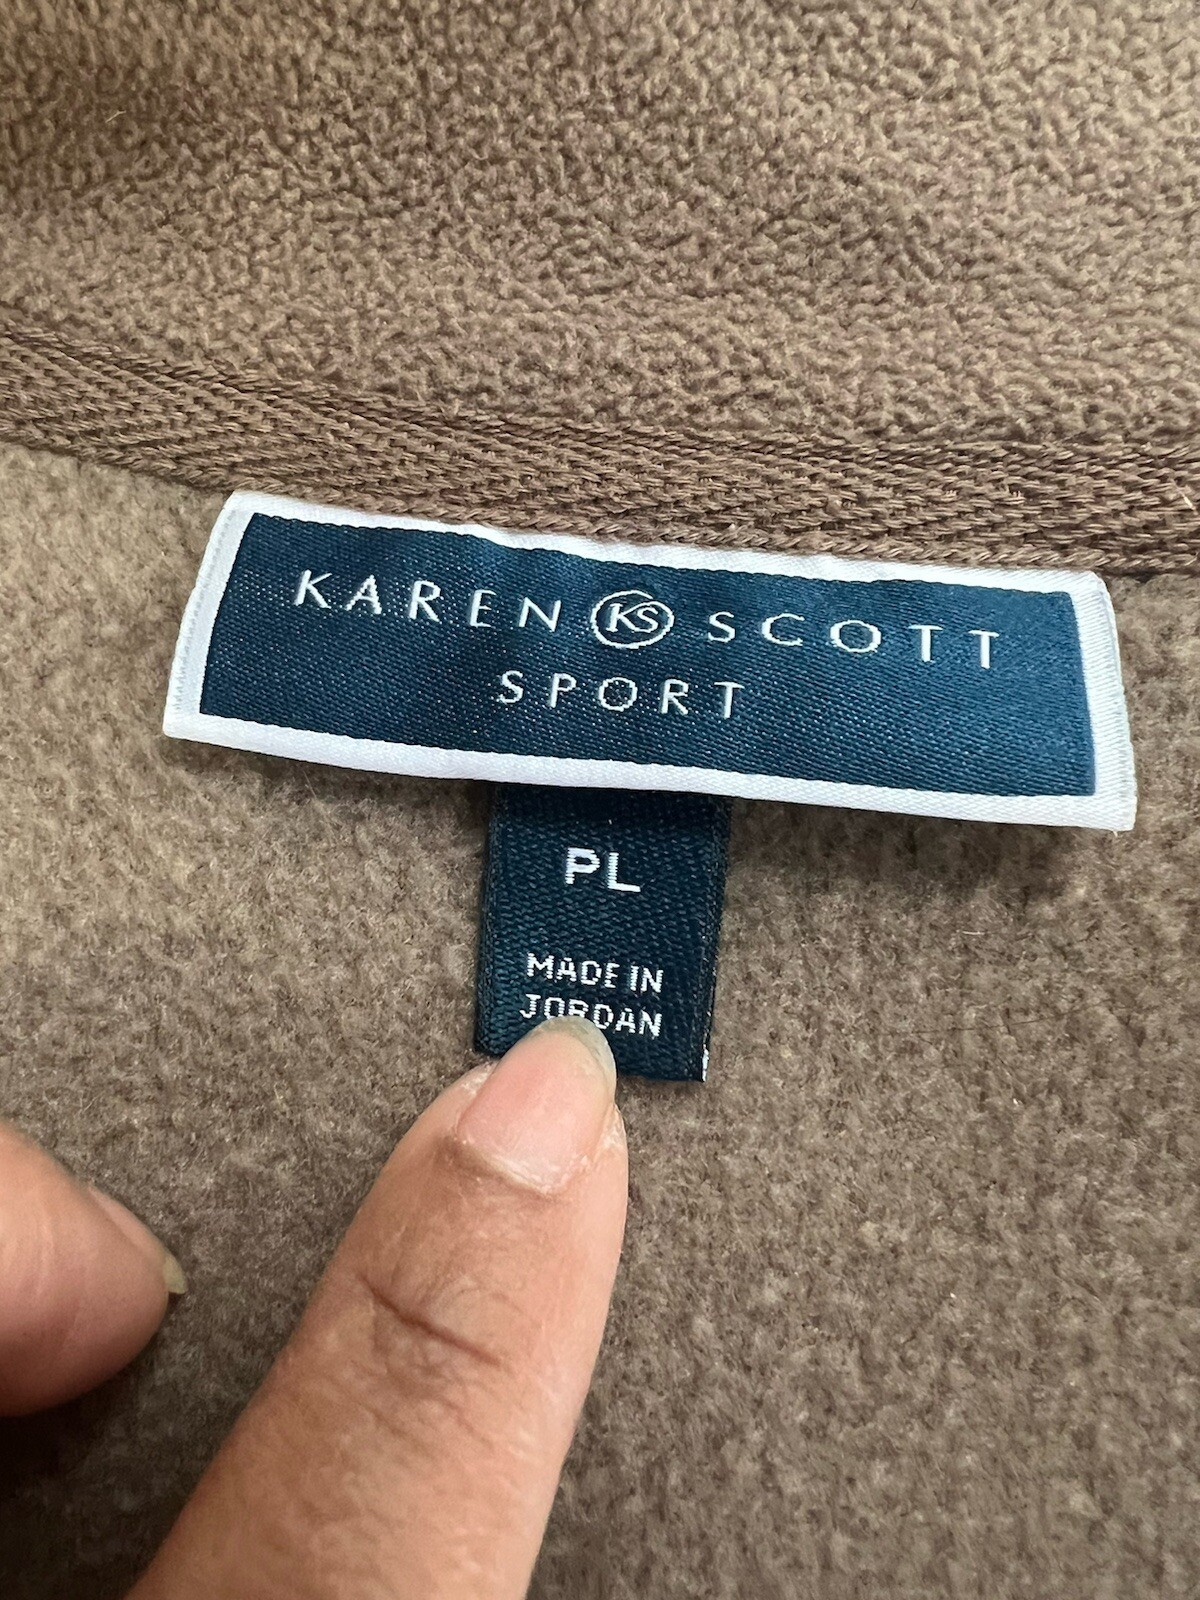 KAREN KS SCOTT
SPORT
PL
MADE IN
JORDAN